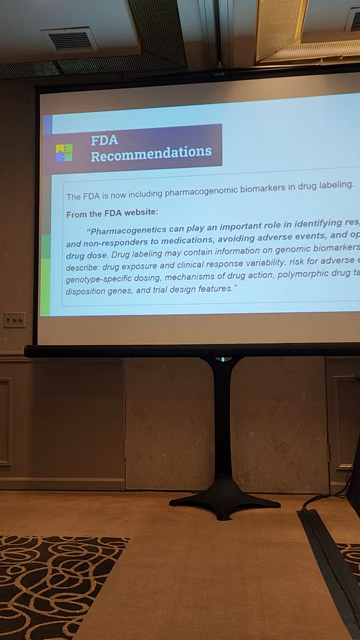 FDA
Recommendations
The FDA is now including pharmacogenomic biomarkers in drug labeling.
From the FDA website:
"Pharmacogenetics can play an important role in identifying
and non-responders to medications, avoiding adverse events, and
drug dose. Drug labeling may contain information on genomic biomarkers
describe: drug exposure and clinical response variability, risk for adverse
genotype-specific dosing, mechanisms of drug action, polymorphic drug
disposition genes, and trial design features."